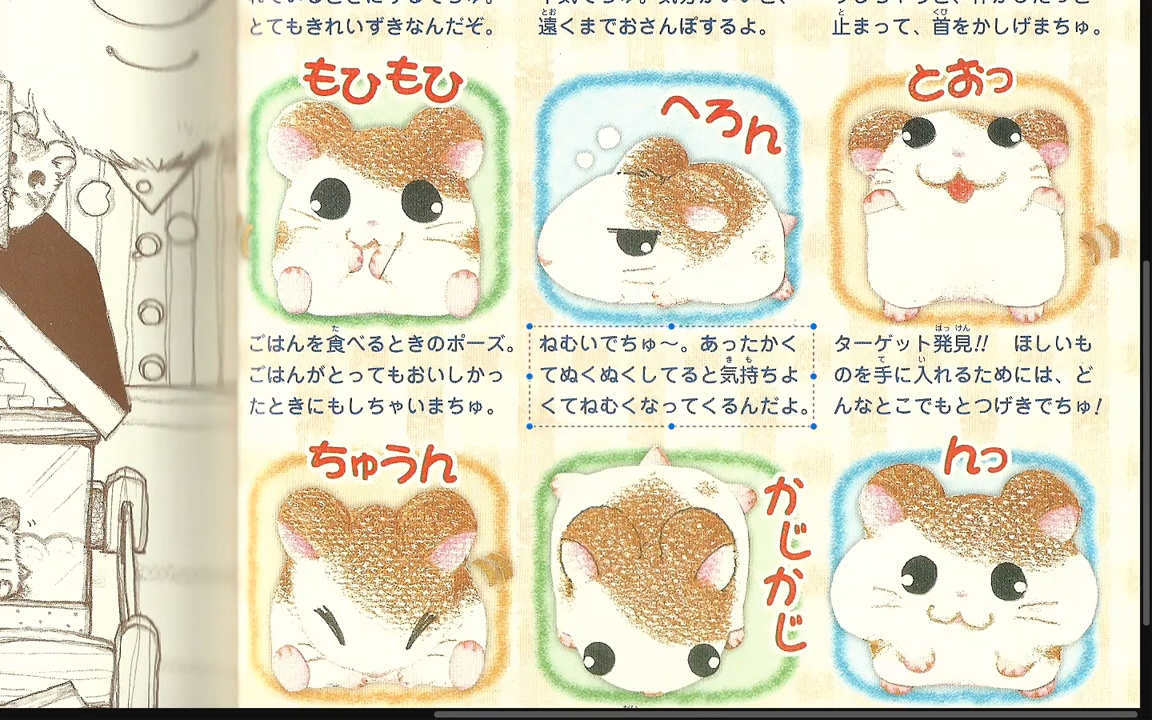 とてもきれいずきなんだぞ。
遠くまでおさんぽするよ。
止まって、首をかしげまちゅ。
もひもひ
へろん
とおっ
ごはんを食べるときのポーズ。
ごはんがとってもおいしかっ
たときにもしちゃいまちゅ。
ねむいでちゅ〜。あったかく
てぬくぬくしてると気持ちよ
くてねむくなってくるんだよ。
ターゲット発見!!　ほしいも
のを手に入れるためには、ど
んなとこでもとつげきでちゅ!
ちゅうん
かじかじ
んっ